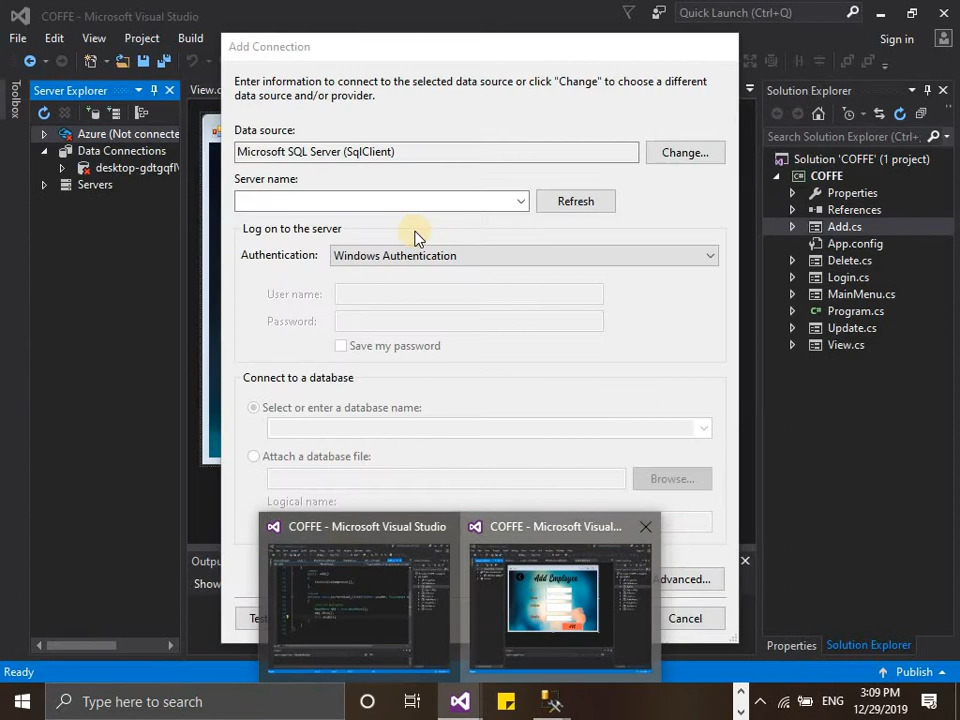 COFFE - Microsoft Visual Studio
Quick Launch (Ctrl+Q)
File Edit View Project Build
Sign in
Add Connection
Enter information to connect to the selected data source or click "Change" to choose a different
data source and/or provider.
Data source:
Microsoft SQL Server (SqlClient)
Change...
Server name:
Refresh
Log on to the server
Authentication:
Windows Authentication
User name:
Password:
Save my password
Connect to a database
Select or enter a database name:
Attach a database file:
Browse...
Logical name:
Advanced...
Cancel
Toolbox
Server Explorer
Azure (Not connecte
Data Connections
Servers
View.c
Solution Explorer
Search Solution Explorer (Ctrl+
Solution 'COFFE' (1 project)
COFFE
Properties
References
Add.cs
App.config
Delete.cs
Login.cs
MainMenu.cs
Program.cs
Update.cs
View.cs
Outpu
Show
COFFE - Microsoft Visual Studio
COFFE - Microsoft Visual...
Add Employee
Properties Solution Explorer
Ready
Publish
Type here to search
ENG
3:09 PM
12/29/2019